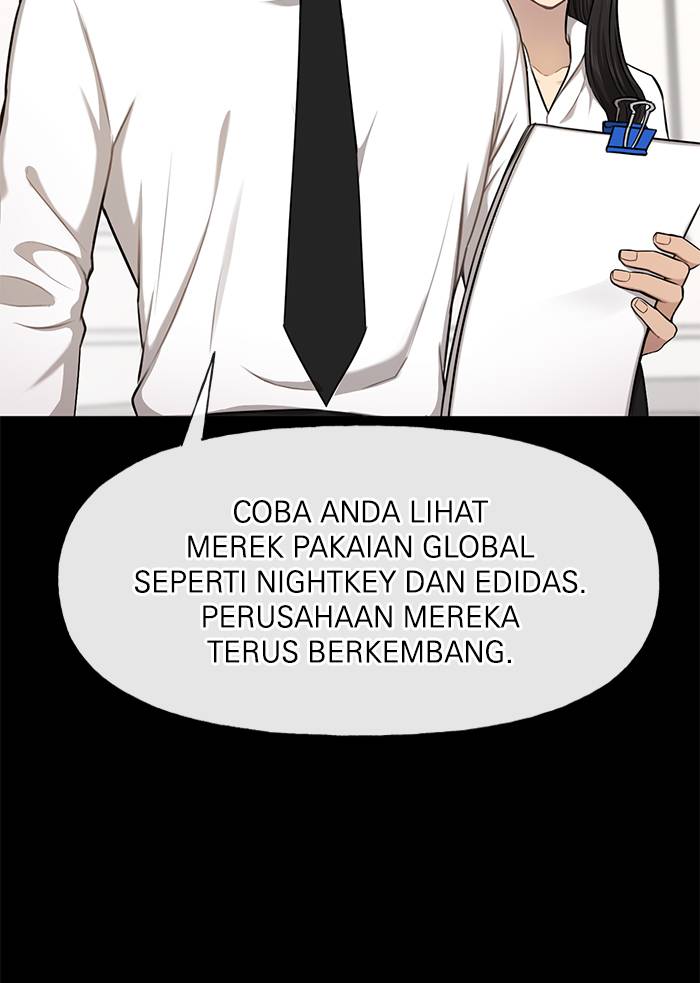 COBA ANDA LIHAT
MEREK PAKAIAN GLOBAL
SEPERTI NIGHTKEY DAN EDIDAS.
PERUSAHAAN MEREKA
TERUS BERKEMBANG.